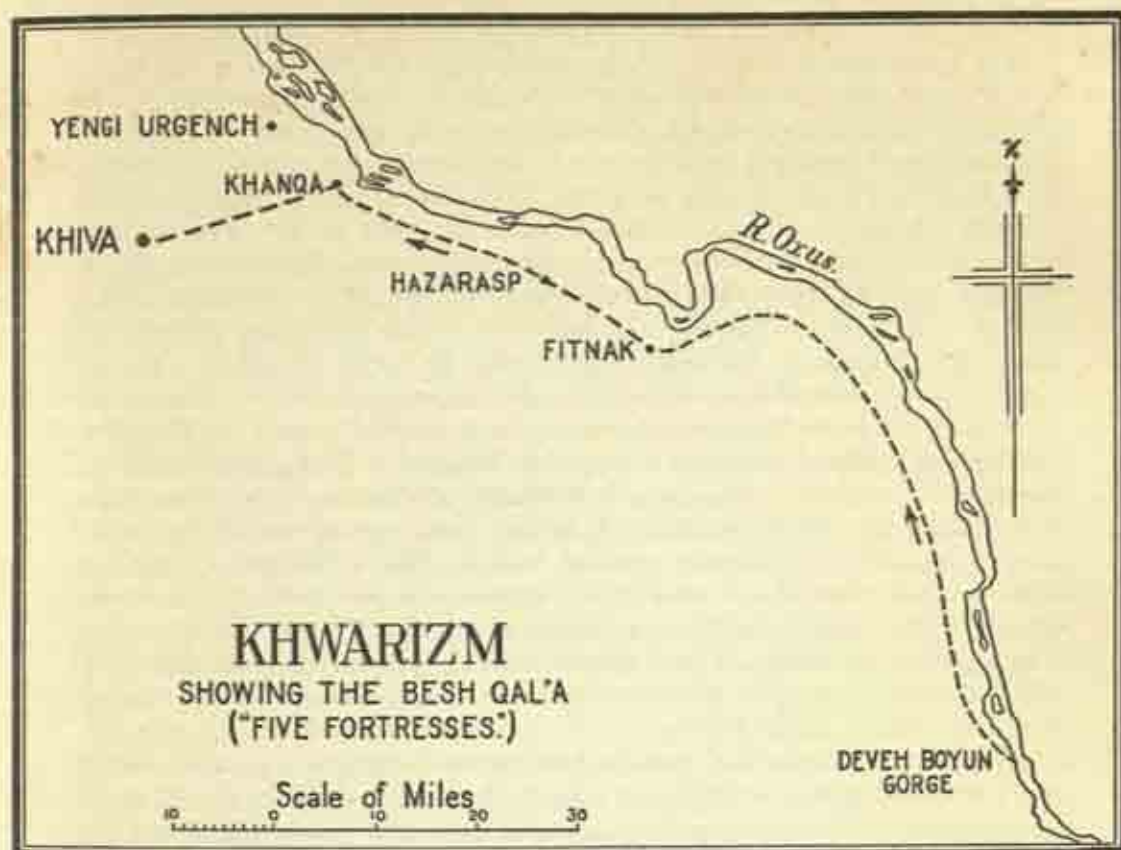 YENGI URGENCH
KHANQA
KHIVA
HAZARASP
R. Oxus.
FITNAK
N
KHWARIZM
SHOWING THE BESH QAL'A
("FIVE FORTRESSES.")
DEVEH BOYUN
GORGE
Scale of Miles
10 0 10 20 30